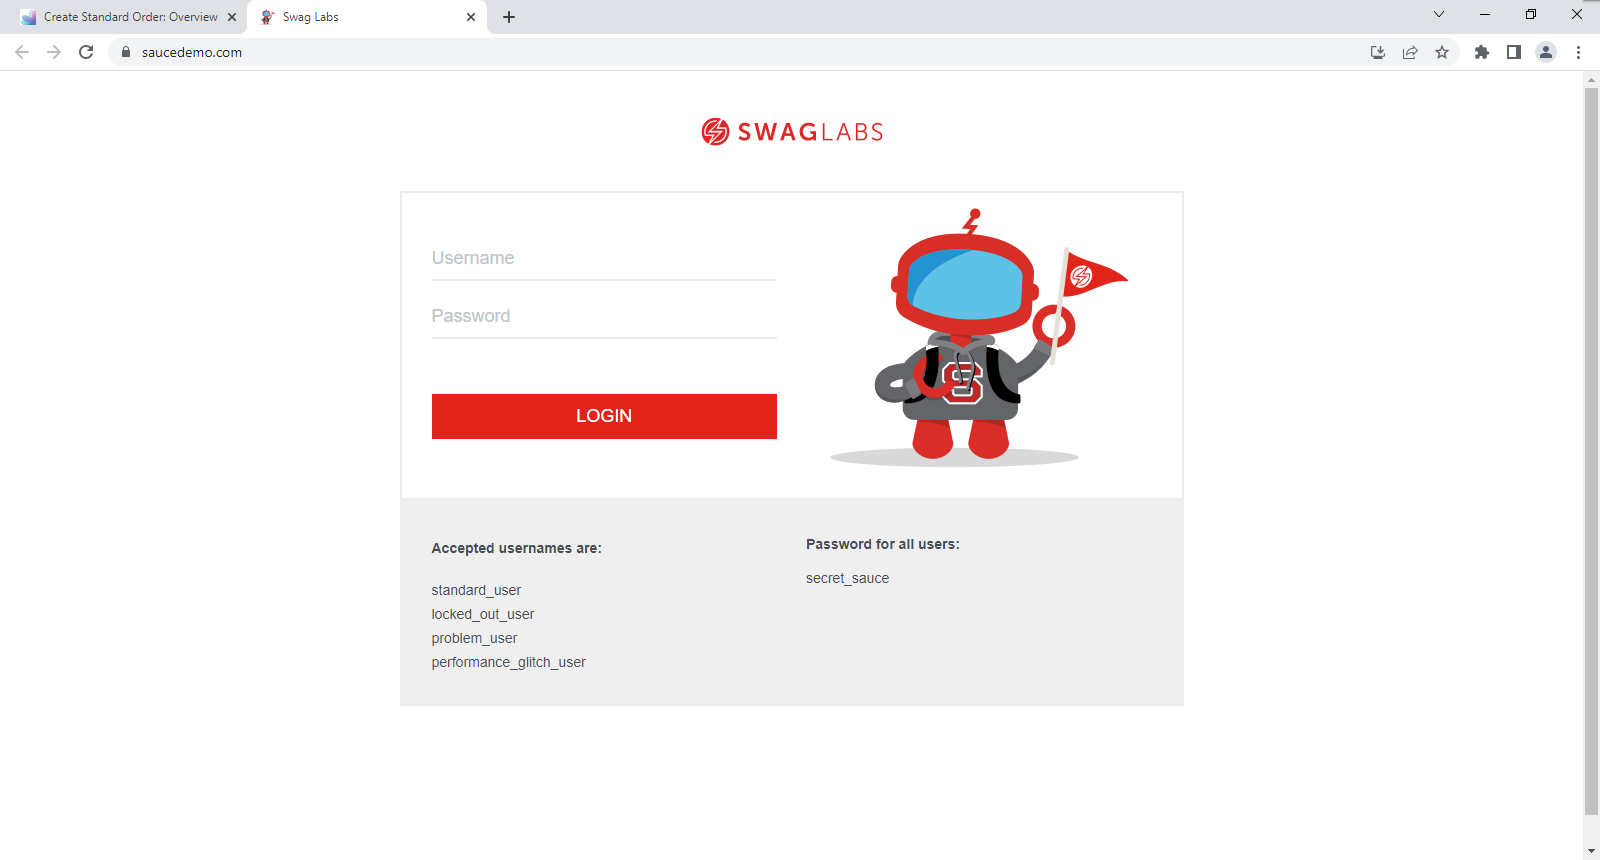 Create Standard Order: Overview
Swag Labs
saucedemo.com
SWAGLABS
Username
Password
LOGIN
Accepted usernames are:
standard_user
locked_out_user
problem_user
performance_glitch_user
Password for all users:
secret_sauce